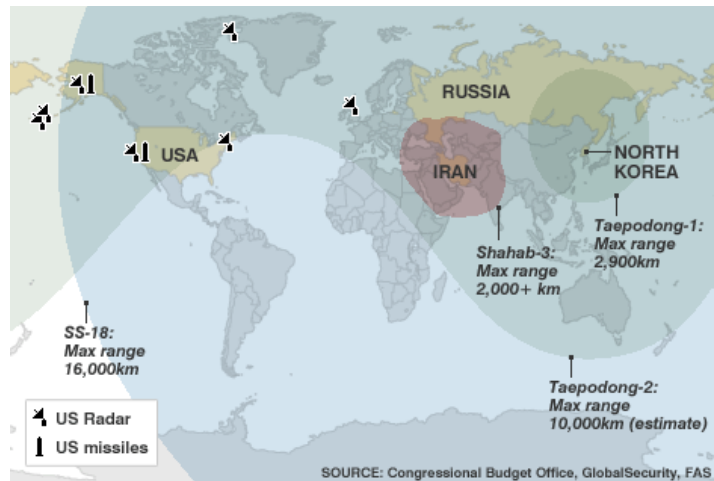 RUSSIA
USA
NORTH
KOREA
IRAN
Taepodong-1:
Max range
2,900km
Shahab-3:
Max range
2,000+ km
SS-18:
Max range
16,000km
Taepodong-2:
Max range
10,000km (estimate)
US Radar
US missiles
SOURCE: Congressional Budget Office, GlobalSecurity, FAS